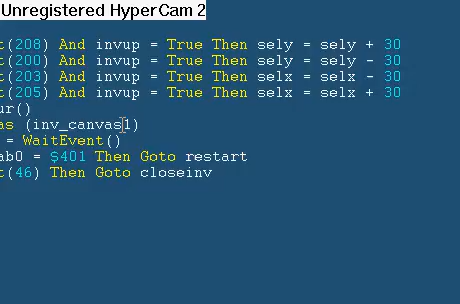 Unregistered HyperCam 2
t(208) And invup = True Then sely = sely + 30
t(200) And invup = True Then sely = sely - 30
t(203) And invup = True Then selx = selx - 30
t(205) And invup = True Then selx = selx + 30
ur()
as (inv_canvas1)
= WaitEvent()
ab0 = $401 Then Goto restart
t(46) Then Goto closeinv